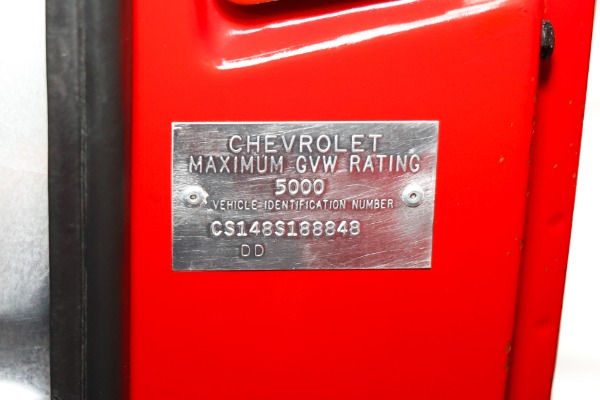 CHEVROLET
MAXIMUM GVW RATING
5000
VEHICLE IDENTIFICATION NUMBER
CS148S188848
DD